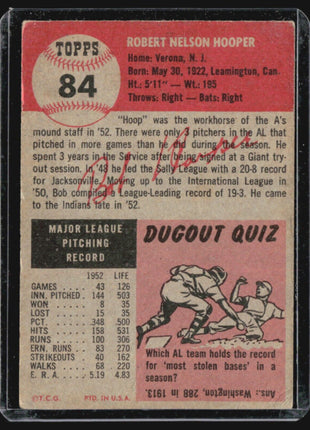 TOPPS
84
ROBERT NELSON HOOPER
Home: Verona, N. J.
Born: May 30, 1922, Leamington, Can.
Ht.: 5'11" — Wt.: 195
Throws: Right - Bats: Right
"Hoop" was the workhorse of the A's
mound staff in '52. There were only 4 pitchers in the AL that
pitched in more games than he did during the season. He
spent 3 years in the Service after being signed at a Giant try-
out session. In '48 he led the Sally League with a 20-8 record
for Jacksonville. Moving up to the International League in
'50, Bob compiled a League-Leading record of 19-3. He came
to the Indians late in '52.
Bob Hooper
MAJOR LEAGUE
PITCHING
RECORD
1952 LIFE
GAMES 43 126
INN. PITCHED 144 503
WON 8 35
LOST 15 35
PCT. .348 .500
HITS 158 531
RUNS 100 306
ERN. RUNS 83 270
STRIKEOUTS 40 162
WALKS 68 220
E. R. A. 5.19 4.83
©T.C.G. PTD. IN U.S.A.
DUGOUT QUIZ
Which AL team holds the record
for "most stolen bases" in a
season?
Ans.: Washington, 288 in 1913.